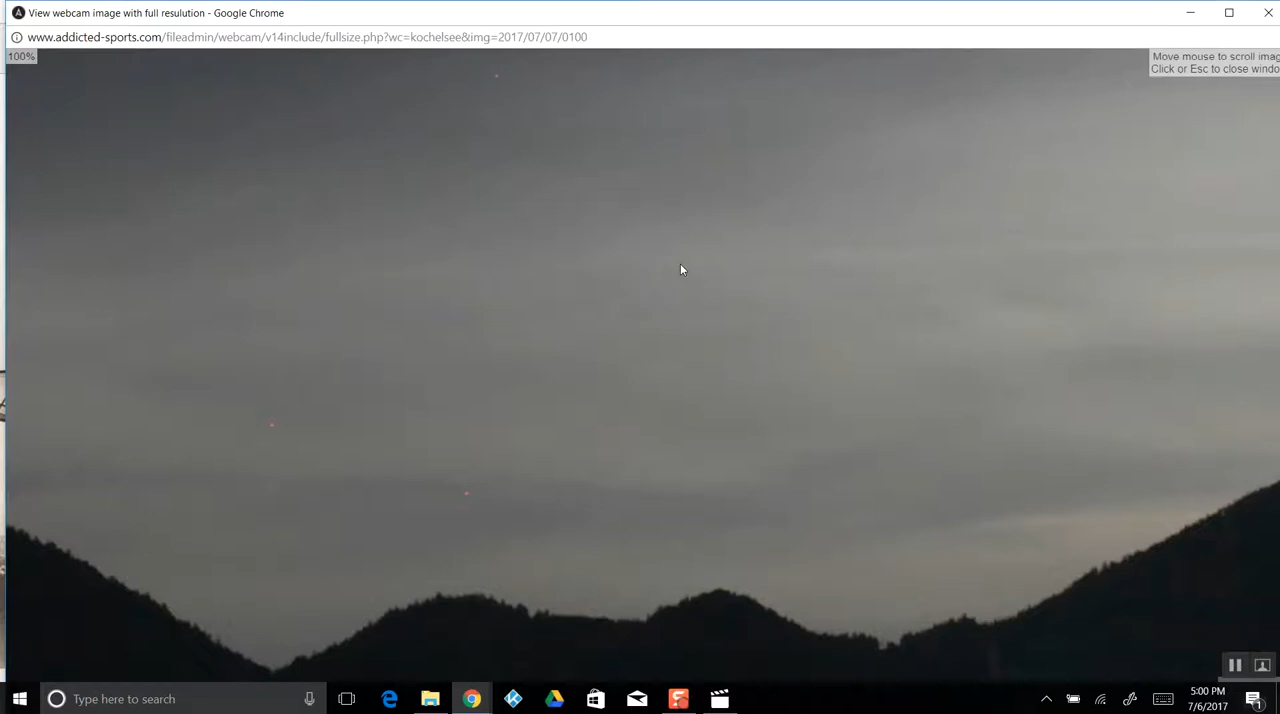 View webcam image with full resulution - Google Chrome
www.addicted-sports.com/fileadmin/webcam/v14include/fullsize.php?wc=kochelsee&img=2017/07/07/0100
100%
Move mouse to scroll imag
Click or Esc to close windo
Type here to search
5:00 PM
7/6/2017
1